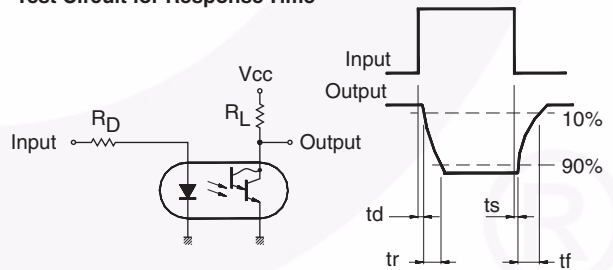 Test Circuit for Response Time
Vcc
RD
RL
Input
Output
Input
Output
10%
90%
td
ts
tr
tf
®